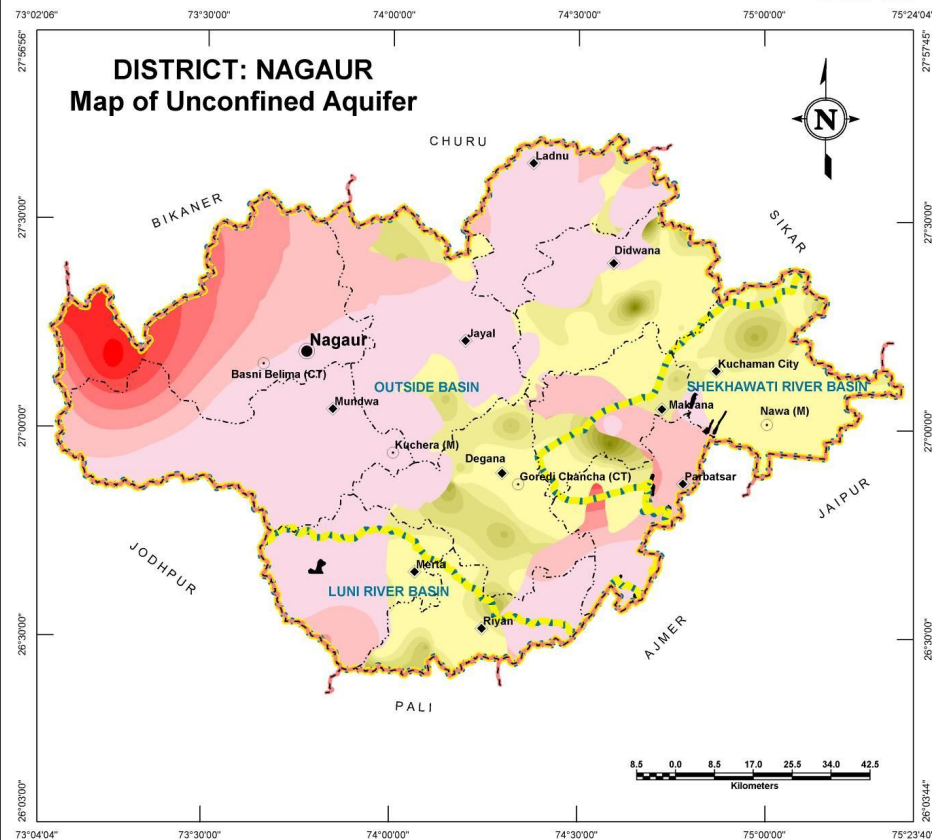 73°02'06"
73°30'00"
74°00'00"
74°30'00"
75°00'00"
75°24'04"
27°56'56"
27°57'45"
DISTRICT: NAGAUR
Map of Unconfined Aquifer
N
CHURU
Ladnu
BIKANER
SIKAR
27°30'00"
27°30'00"
Didwana
Nagaur
Jayal
Basni Belima (CT)
Kuchaman City
OUTSIDE BASIN
SHEKHAWATI RIVER BASIN
Mundwa
Makrana
Nawa (M)
27°00'00"
27°00'00"
Kuchera (M)
Degana
Goredi Chancha (CT)
Parbatsar
JAIPUR
JODHPUR
Merta
LUNI RIVER BASIN
Riyan
AJMER
26°30'00"
26°30'00"
PALI
8.5 0.0 8.5 17.0 25.5 34.0 42.5
Kilometers
26°03'00"
26°03'44"
73°04'04"
73°30'00"
74°00'00"
74°30'00"
75°00'00"
75°23'40"